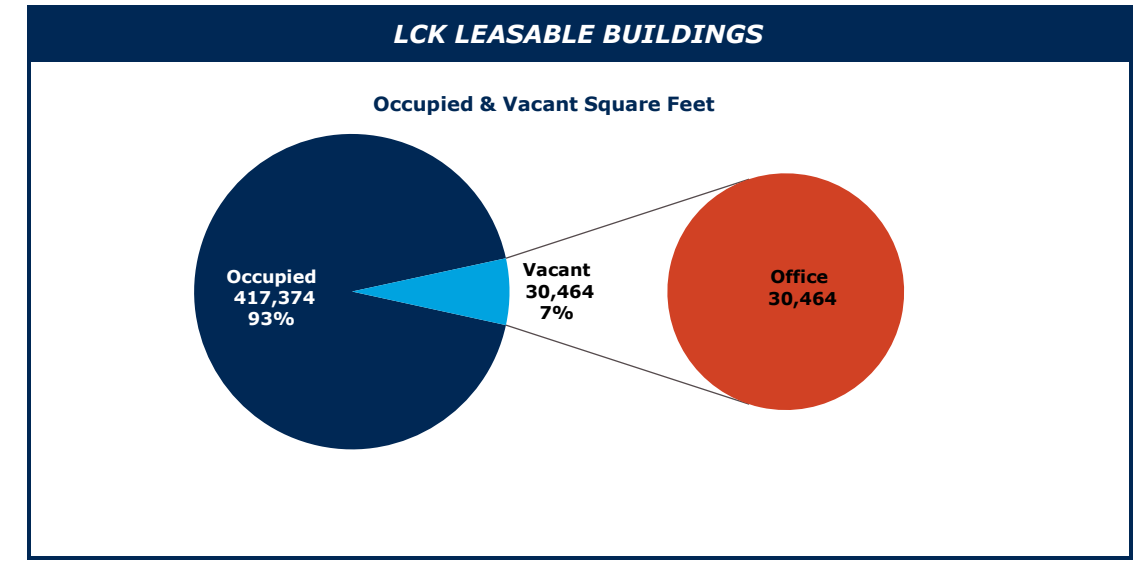 LCK LEASABLE BUILDINGS
Occupied & Vacant Square Feet
Occupied
417,374
93%
Vacant
30,464
7%
Office
30,464